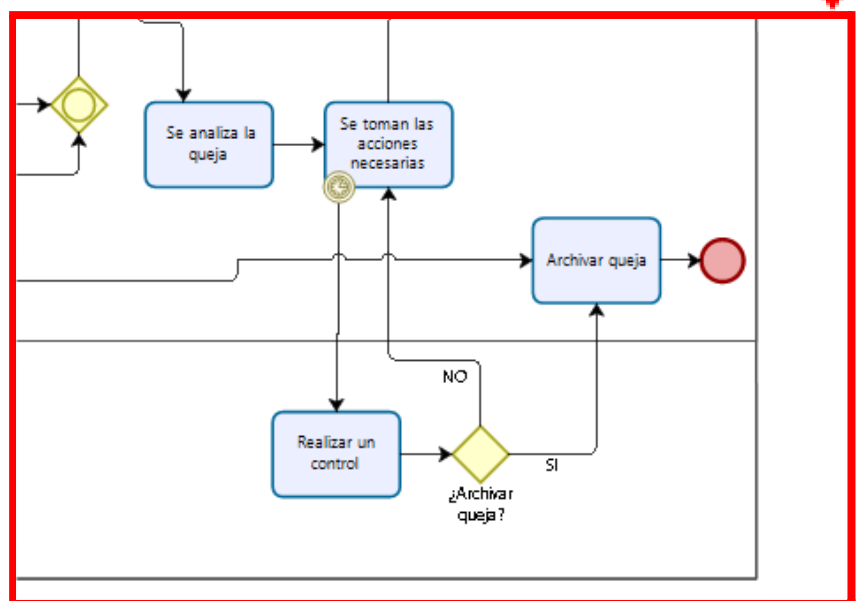 Se analiza la
queja
Se toman las
acciones
necesarias
Archivar queja
NO
Realizar un
control
SI
¿Archivar
queja?